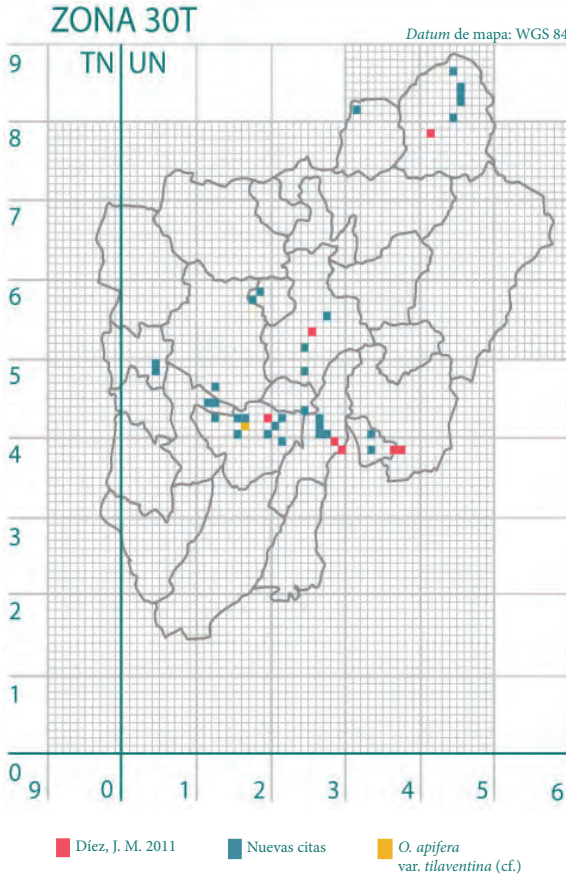 ZONA 30T
Datum de mapa: WGS 84
TN UN
9
8
7
6
5
4
3
2
1
0
9 0 1 2 3 4 5 6
Díez, J. M. 2011
Nuevas citas
O. apifera
var. tilaventina (cf.)